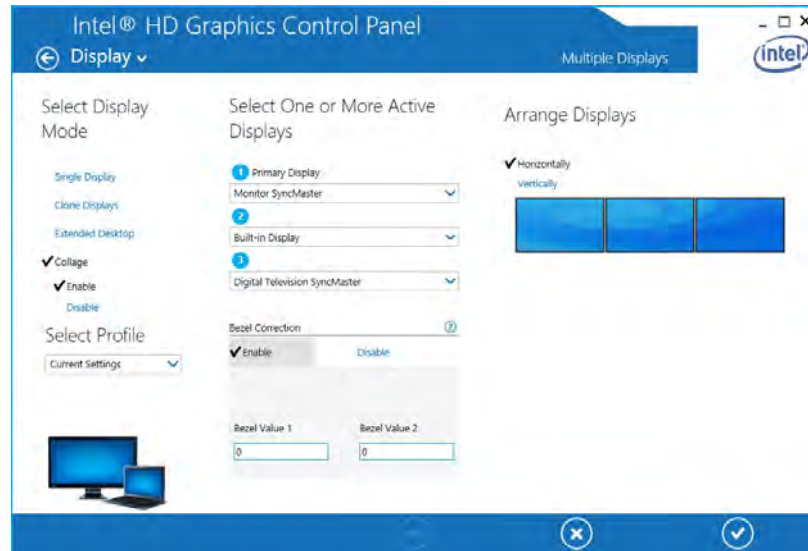 Intel® HD Graphics Control Panel
Display
Multiple Displays
intel
Select Display
Mode
Single Display
Clone Displays
Extended Desktop
Collage
Enable
Disable
Select Profile
Current Settings
Select One or More Active
Displays
1 Primary Display
Monitor SyncMaster
2
Built-in Display
3
Digital Television SyncMaster
Bezel Correction ?
Enable Disable
Bezel Value 1 Bezel Value 2
0 0
Arrange Displays
Horizontally
Vertically